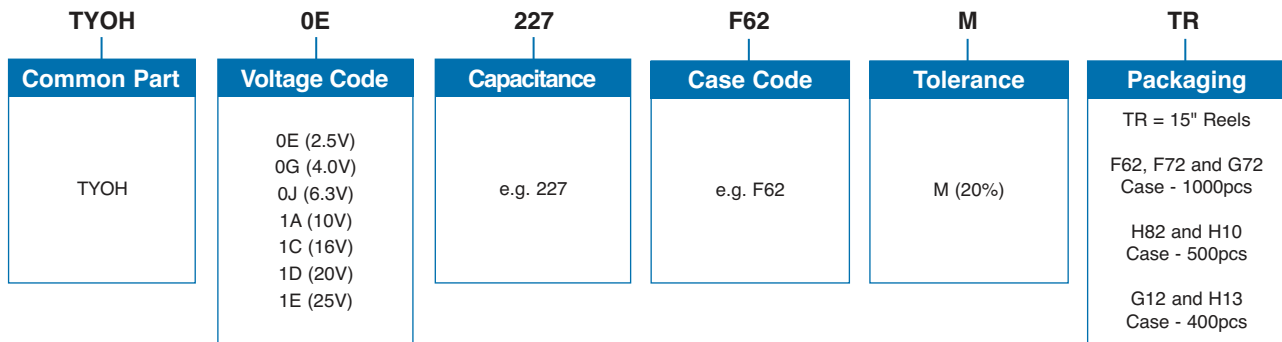 TYOH 0E 227 F62 M TR
Common Part Voltage Code Capacitance Case Code Tolerance Packaging
TYOH
0E (2.5V)
0G (4.0V)
0J (6.3V)
1A (10V)
1C (16V)
1D (20V)
1E (25V)
e.g. 227
e.g. F62
M (20%)
TR = 15" Reels
F62, F72 and G72
Case - 1000pcs
H82 and H10
Case - 500pcs
G12 and H13
Case - 400pcs